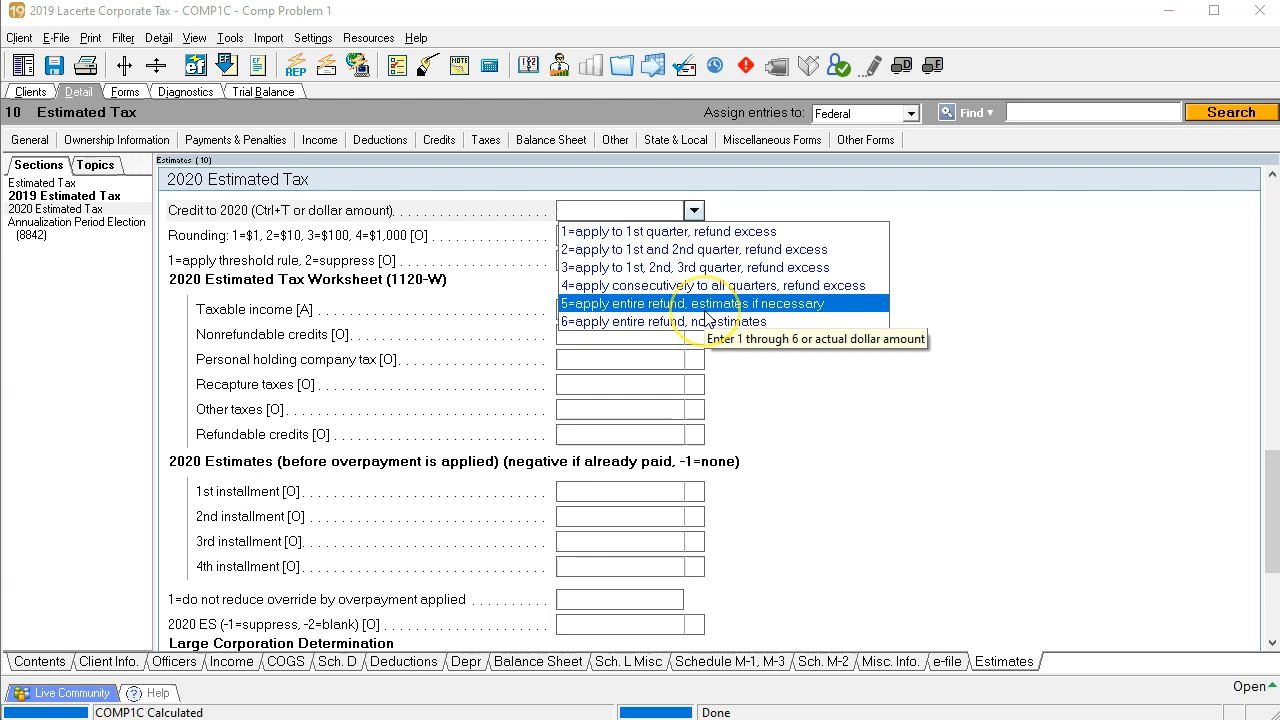 2019 Lacerte Corporate Tax - COMP1C - Comp Problem 1
Client E-File Print Filter Detail View Tools Import Settings Resources Help
Clients Detail Forms Diagnostics Trial Balance
10 Estimated Tax Assign entries to: Federal Find Search
General Ownership Information Payments & Penalties Income Deductions Credits Taxes Balance Sheet Other State & Local Miscellaneous Forms Other Forms
Sections Topics
Estimates (10)
Estimated Tax
2019 Estimated Tax
2020 Estimated Tax
Annualization Period Election
(8842)
2020 Estimated Tax
Credit to 2020 (Ctrl+T or dollar amount)
1=apply to 1st quarter, refund excess
2=apply to 1st and 2nd quarter, refund excess
3=apply to 1st, 2nd, 3rd quarter, refund excess
4=apply consecutively to all quarters, refund excess
5=apply entire refund, estimates if necessary
6=apply entire refund, no estimates
Enter 1 through 6 or actual dollar amount
Rounding: 1=$1, 2=$10, 3=$100, 4=$1,000 [O]
1=apply threshold rule, 2=suppress [O]
2020 Estimated Tax Worksheet (1120-W)
Taxable income [A]
Nonrefundable credits [O]
Personal holding company tax [O]
Recapture taxes [O]
Other taxes [O]
Refundable credits [O]
2020 Estimates (before overpayment is applied) (negative if already paid, -1=none)
1st installment [O]
2nd installment [O]
3rd installment [O]
4th installment [O]
1=do not reduce override by overpayment applied
2020 ES (-1=suppress, -2=blank) [O]
Large Corporation Determination
Contents Client Info. Officers Income COGS Sch. D Deductions Depr Balance Sheet Sch. L Misc Schedule M-1, M-3 Sch. M-2 Misc. Info. e-file Estimates
Live Community Help Open
COMP1C Calculated Done